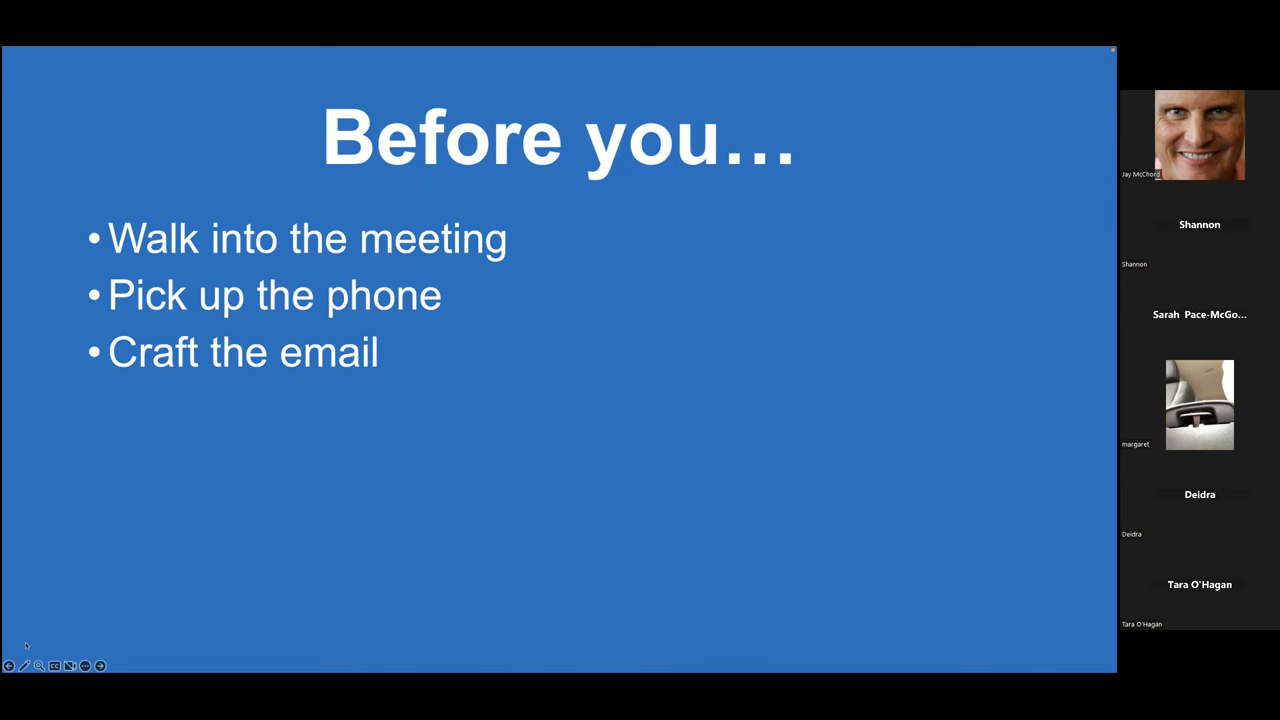 Before you…
• Walk into the meeting
• Pick up the phone
• Craft the email
Jay McChord
Shannon
Shannon
Sarah Pace-McGo...
margaret
Deidra
Deidra
Tara O'Hagan
Tara O'Hagan
CC